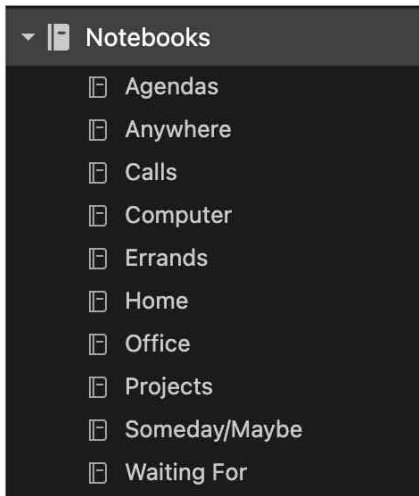 Notebooks
Agendas
Anywhere
Calls
Computer
Errands
Home
Office
Projects
Someday/Maybe
Waiting For